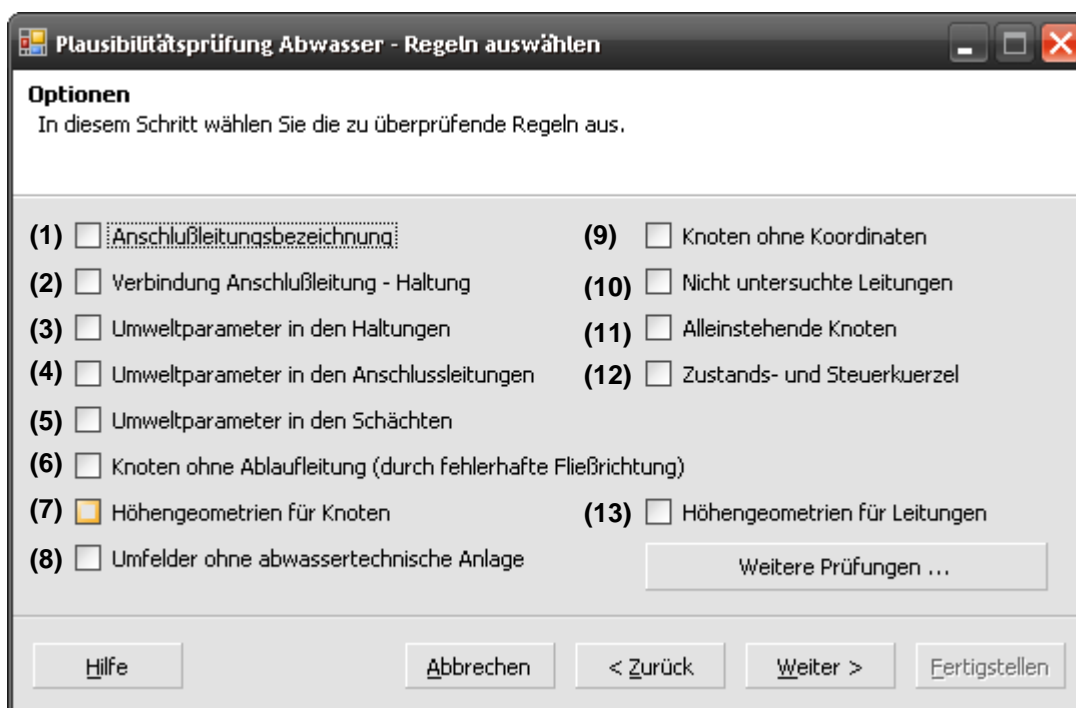 Plausibilitätsprüfung Abwasser - Regeln auswählen
Optionen
In diesem Schritt wählen Sie die zu überprüfende Regeln aus.
(1) Anschlußleitungsbezeichnung
(2) Verbindung Anschlußleitung - Haltung
(3) Umweltparameter in den Haltungen
(4) Umweltparameter in den Anschlussleitungen
(5) Umweltparameter in den Schächten
(6) Knoten ohne Ablaufleitung (durch fehlerhafte Fließrichtung)
(7) Höhengeometrien für Knoten
(8) Umfelder ohne abwassertechnische Anlage
(9) Knoten ohne Koordinaten
(10) Nicht untersuchte Leitungen
(11) Alleinstehende Knoten
(12) Zustands- und Steuerkuerzel
(13) Höhengeometrien für Leitungen
Weitere Prüfungen ...
Hilfe
Abbrechen
< Zurück
Weiter >
Fertigstellen